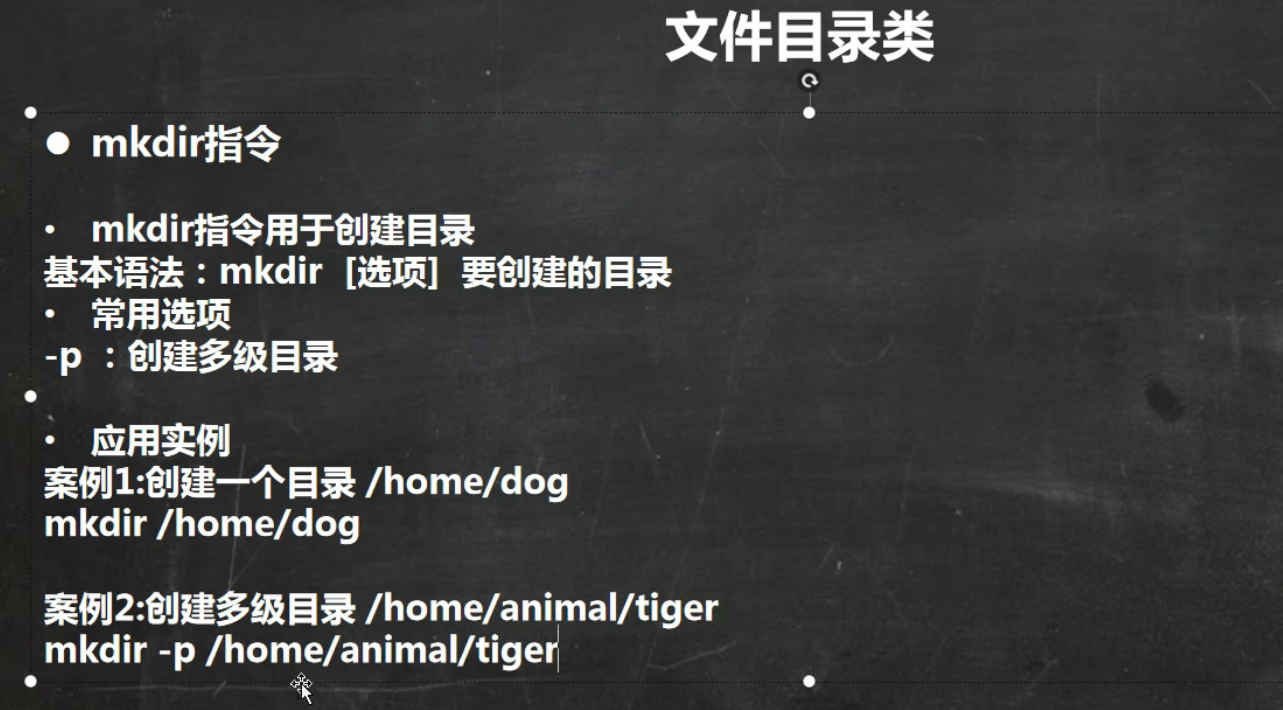 文件目录类
● mkdir指令
• mkdir指令用于创建目录
基本语法：mkdir [选项] 要创建的目录
• 常用选项
-p ：创建多级目录
• 应用实例
案例1:创建一个目录 /home/dog
mkdir /home/dog
案例2:创建多级目录 /home/animal/tiger
mkdir -p /home/animal/tiger